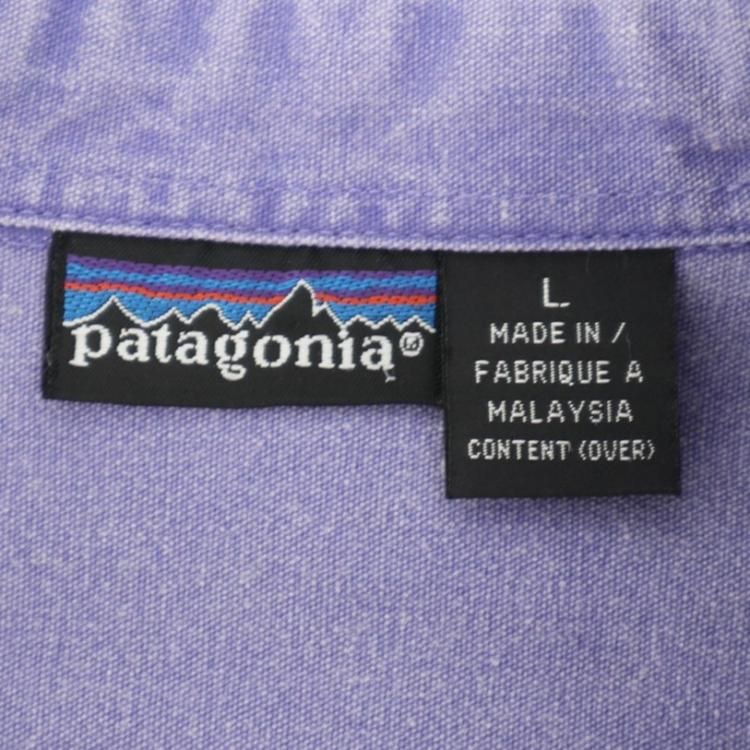 patagonia®
L
MADE IN /
FABRIQUE A
MALAYSIA
CONTENT (OVER)